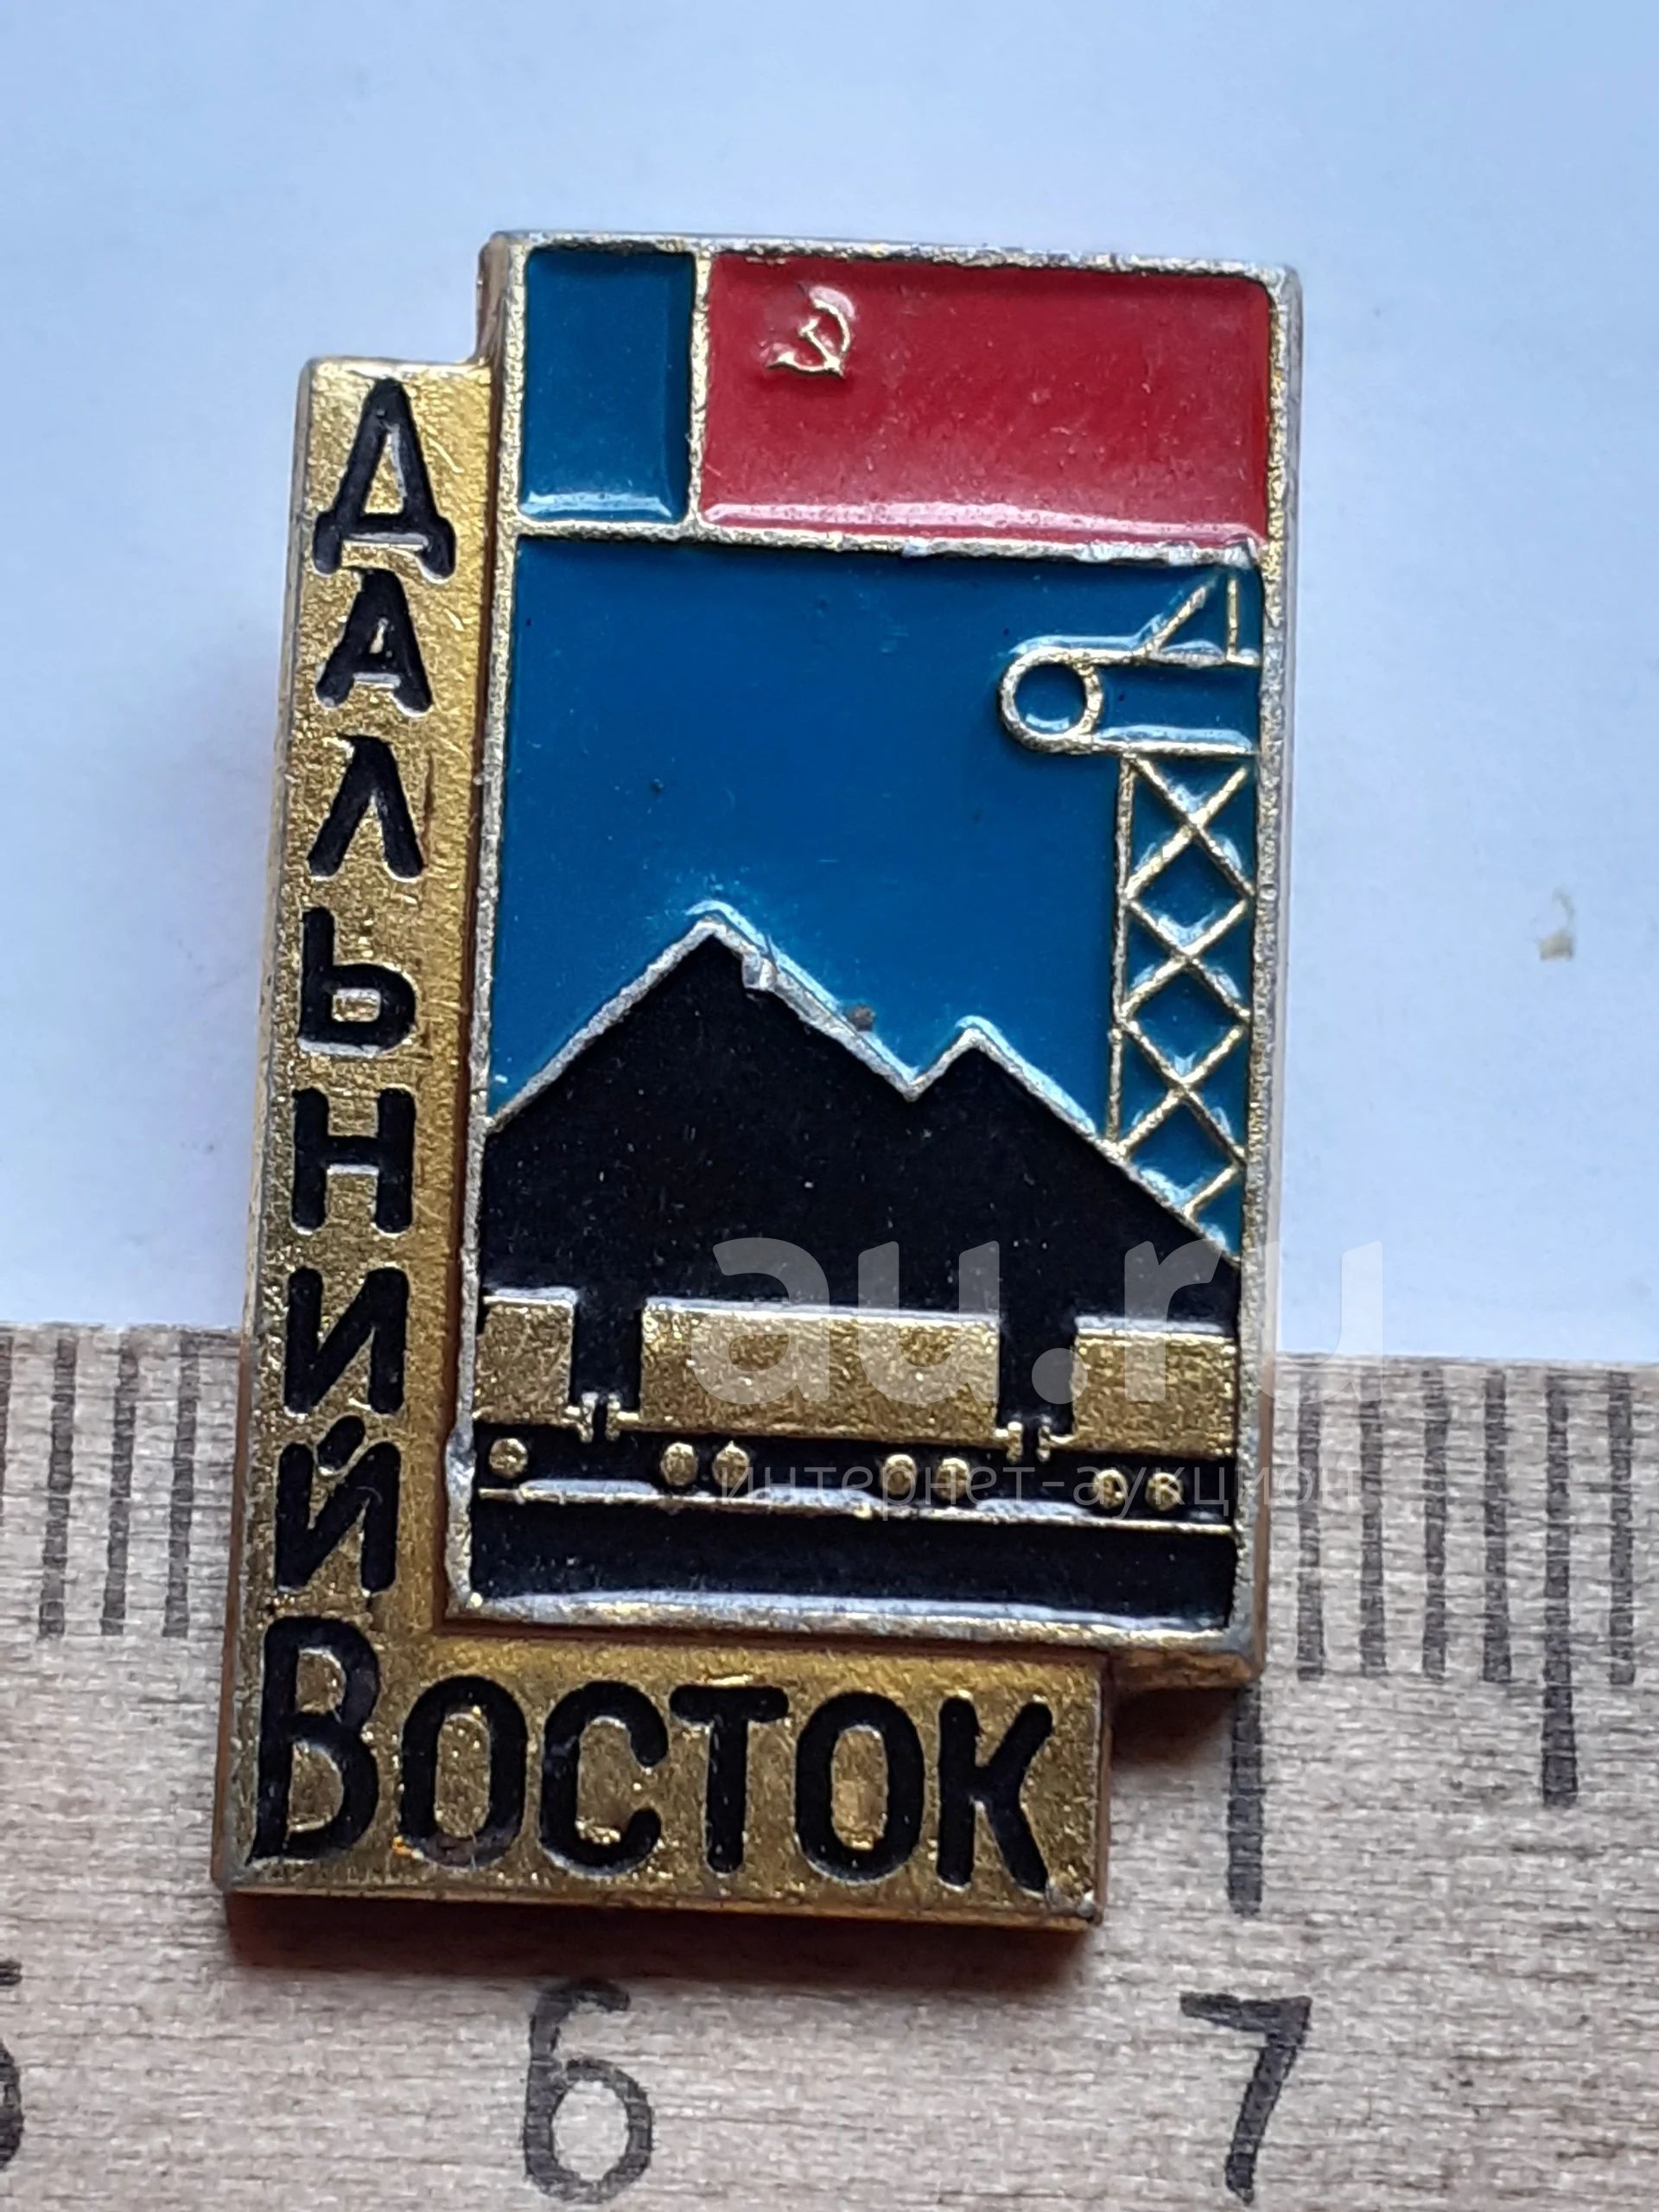 ДАЛЬНИЙ
ВОСТОК
au.ru
интернет-аукцион
6
7